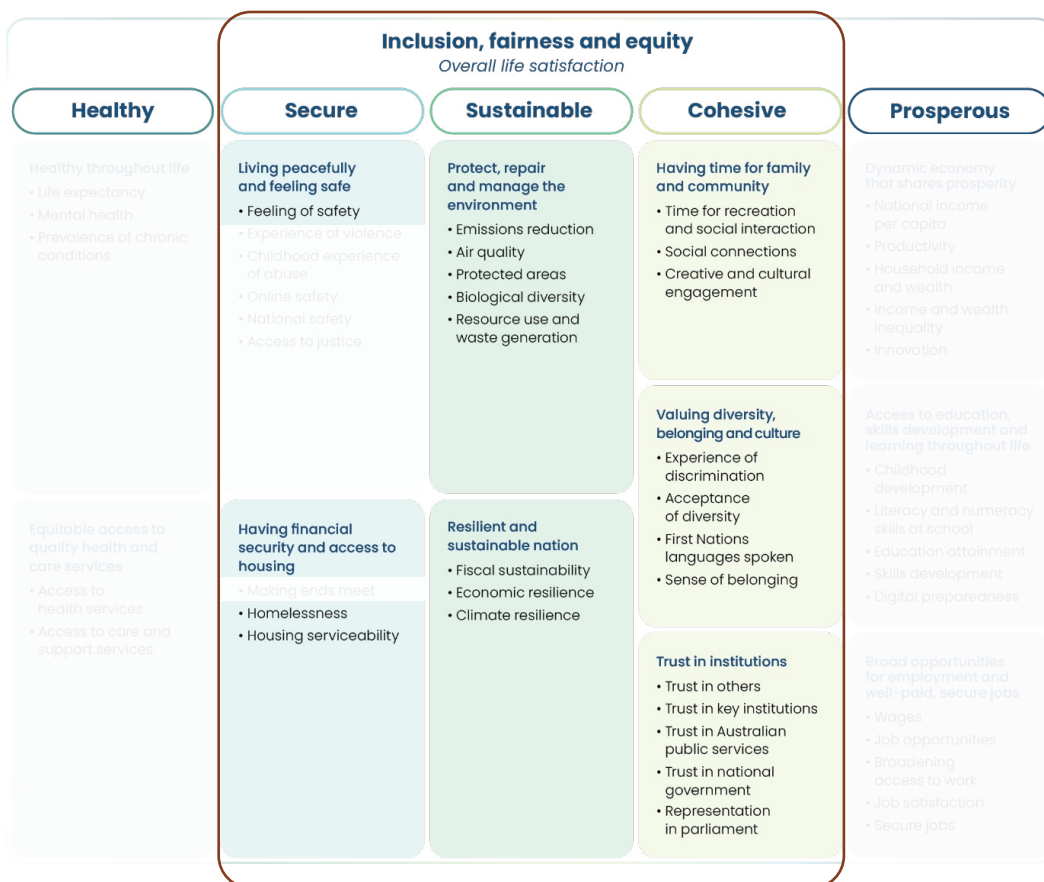 Inclusion, fairness and equity
Overall life satisfaction
Healthy
Healthy throughout life
• Life expectancy
• Mental health
• Prevalence of chronic
conditions
Equitable access to
quality health and
care services
• Access to
health services
• Access to care and
support services
Secure
Living peacefully
and feeling safe
• Feeling of safety
• Experience of violence
• Childhood experience
of abuse
• Online safety
• National safety
• Access to justice
Having financial
security and access to
housing
• Making ends meet
• Homelessness
• Housing serviceability
Sustainable
Protect, repair
and manage the
environment
• Emissions reduction
• Air quality
• Protected areas
• Biological diversity
• Resource use and
waste generation
Resilient and
sustainable nation
• Fiscal sustainability
• Economic resilience
• Climate resilience
Cohesive
Having time for family
and community
• Time for recreation
and social interaction
• Social connections
• Creative and cultural
engagement
Valuing diversity,
belonging and culture
• Experience of
discrimination
• Acceptance
of diversity
• First Nations
languages spoken
• Sense of belonging
Trust in institutions
• Trust in others
• Trust in key institutions
• Trust in Australian
public services
• Trust in national
government
• Representation
in parliament
Prosperous
Dynamic economy
that shares prosperity
• National income
per capita
• Productivity
• Household income
and wealth
• Income and wealth
inequality
• Innovation
Access to education,
skills development and
learning throughout life
• Childhood
development
• Literacy and numeracy
skills at school
• Education attainment
• Skills development
• Digital preparedness
Broad opportunities
for employment and
well-paid, secure jobs
• Wages
• Job opportunities
• Broadening
access to work
• Job satisfaction
• Secure jobs